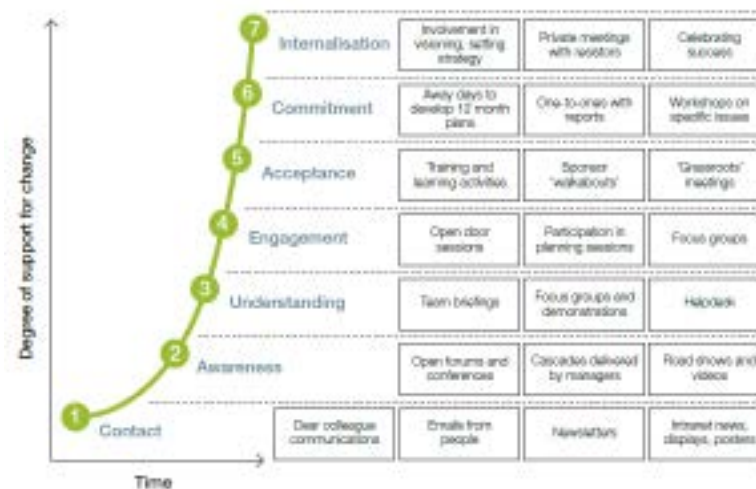 Degree of support for change
7
Internalisation
Involvement in
visioning, setting
strategy
Private meetings
with resistors
Celebrating
success
6
Commitment
Away days to
develop 12 month
plans
One-to-ones with
reports
Workshops on
specific issues
5
Acceptance
Training and
learning activities
Sponsor
'walkabouts'
'Grassroots'
meetings
4
Engagement
Open door
sessions
Participation in
planning sessions
Focus groups
3
Understanding
Team briefings
Focus groups and
demonstrations
Helpdesk
2
Awareness
Open forums and
conferences
Cascades delivered
by managers
Road shows and
videos
1
Contact
Dear colleague
communications
Emails from
people
Newsletters
Intranet news,
displays, posters
Time